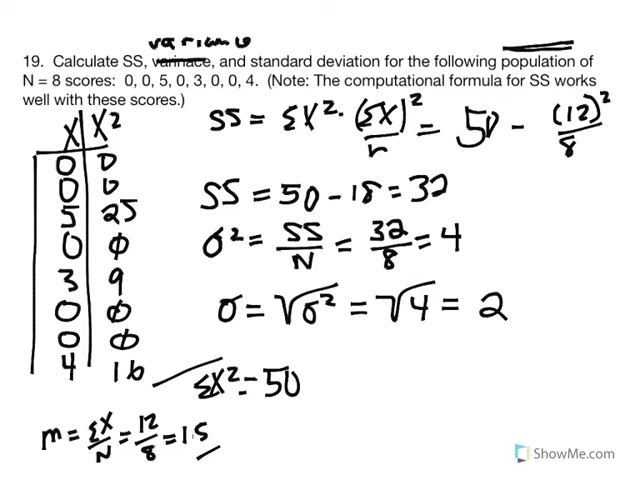 variance
19. Calculate SS, varinace, and standard deviation for the following population of
N = 8 scores: 0, 0, 5, 0, 3, 0, 0, 4. (Note: The computational formula for SS works
well with these scores.)
SS = ΣX² - (ΣX)²/n = 50 - (12)²/8
X X²
0 0
0 0
SS = 50 - 18 = 32
5 25
0 0
σ² = SS/N = 32/8 = 4
3 9
0 0
σ = √σ² = √4 = 2
0 0
4 16
ΣX² = 50
m = ΣX/N = 12/8 = 1.5
ShowMe.com